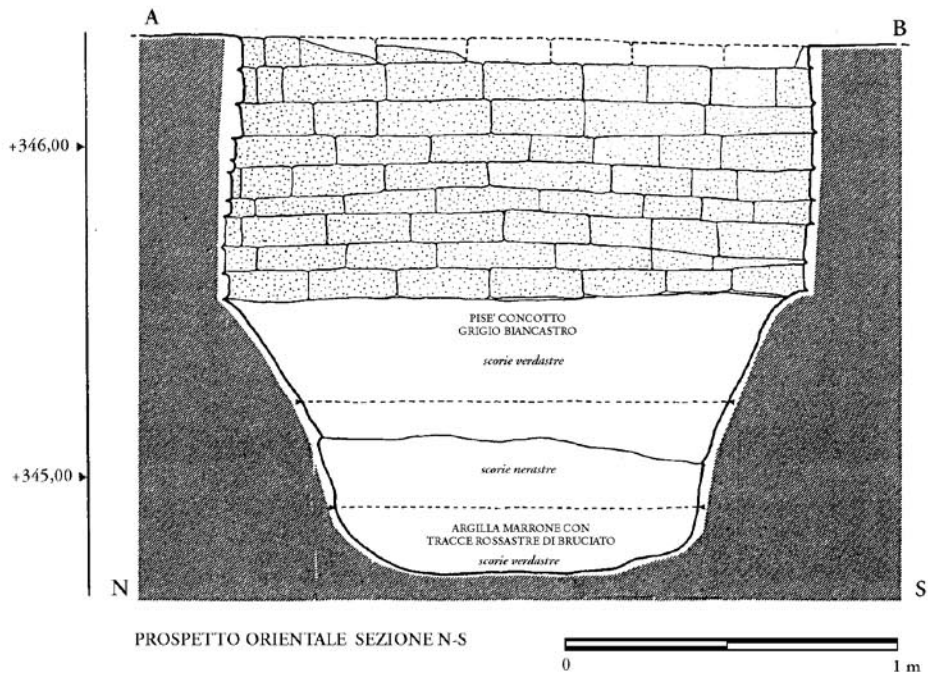 A
B
+346,00
PISE' CONCOTTO
GRIGIO BIANCASTRO
scorie verdastre
scorie nerastre
+345,00
ARGILLA MARRONE CON
TRACCE ROSSASTRE DI BRUCIATO
scorie verdastre
N
S
PROSPETTO ORIENTALE SEZIONE N-S
0
1 m